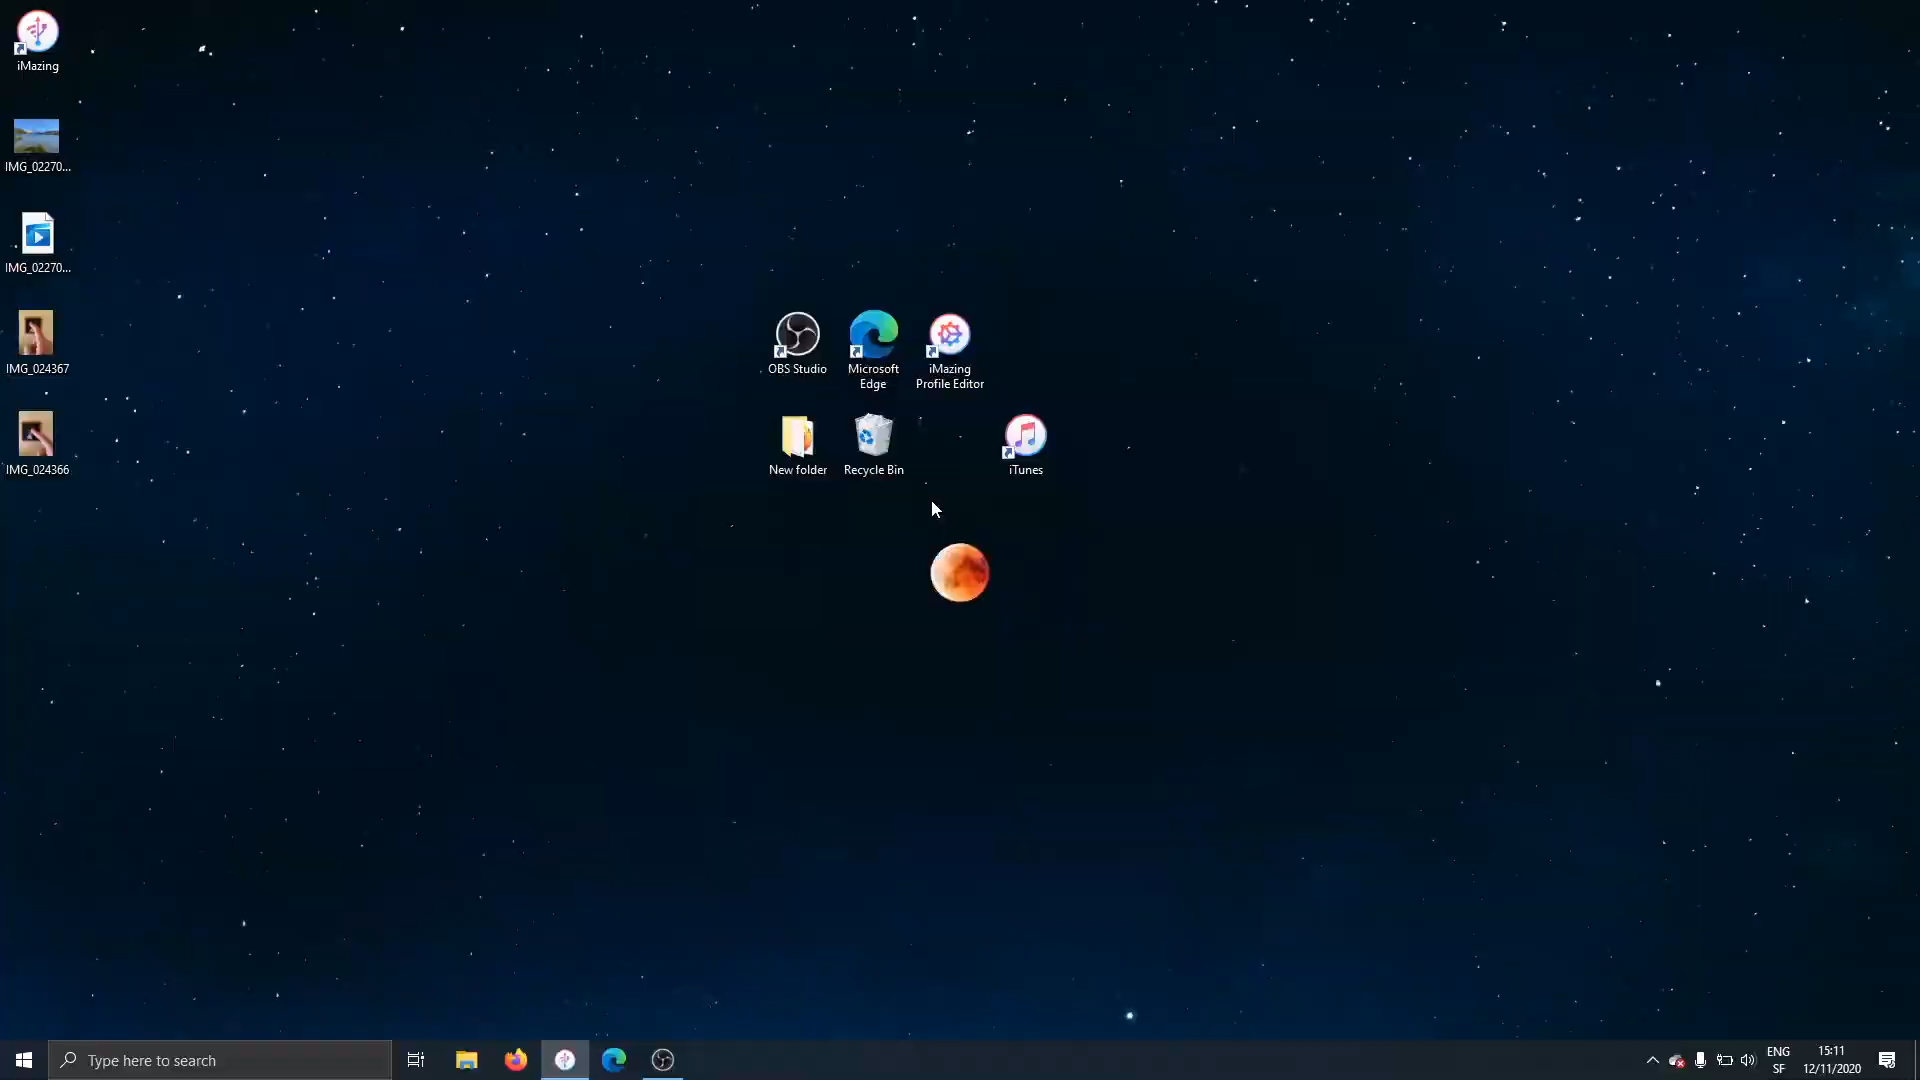 iMazing
IMG_02270...
IMG_02270...
IMG_024367
IMG_024366
OBS Studio
Microsoft
Edge
iMazing
Profile Editor
New folder
Recycle Bin
iTunes
Type here to search
ENG
SF
15:11
12/11/2020